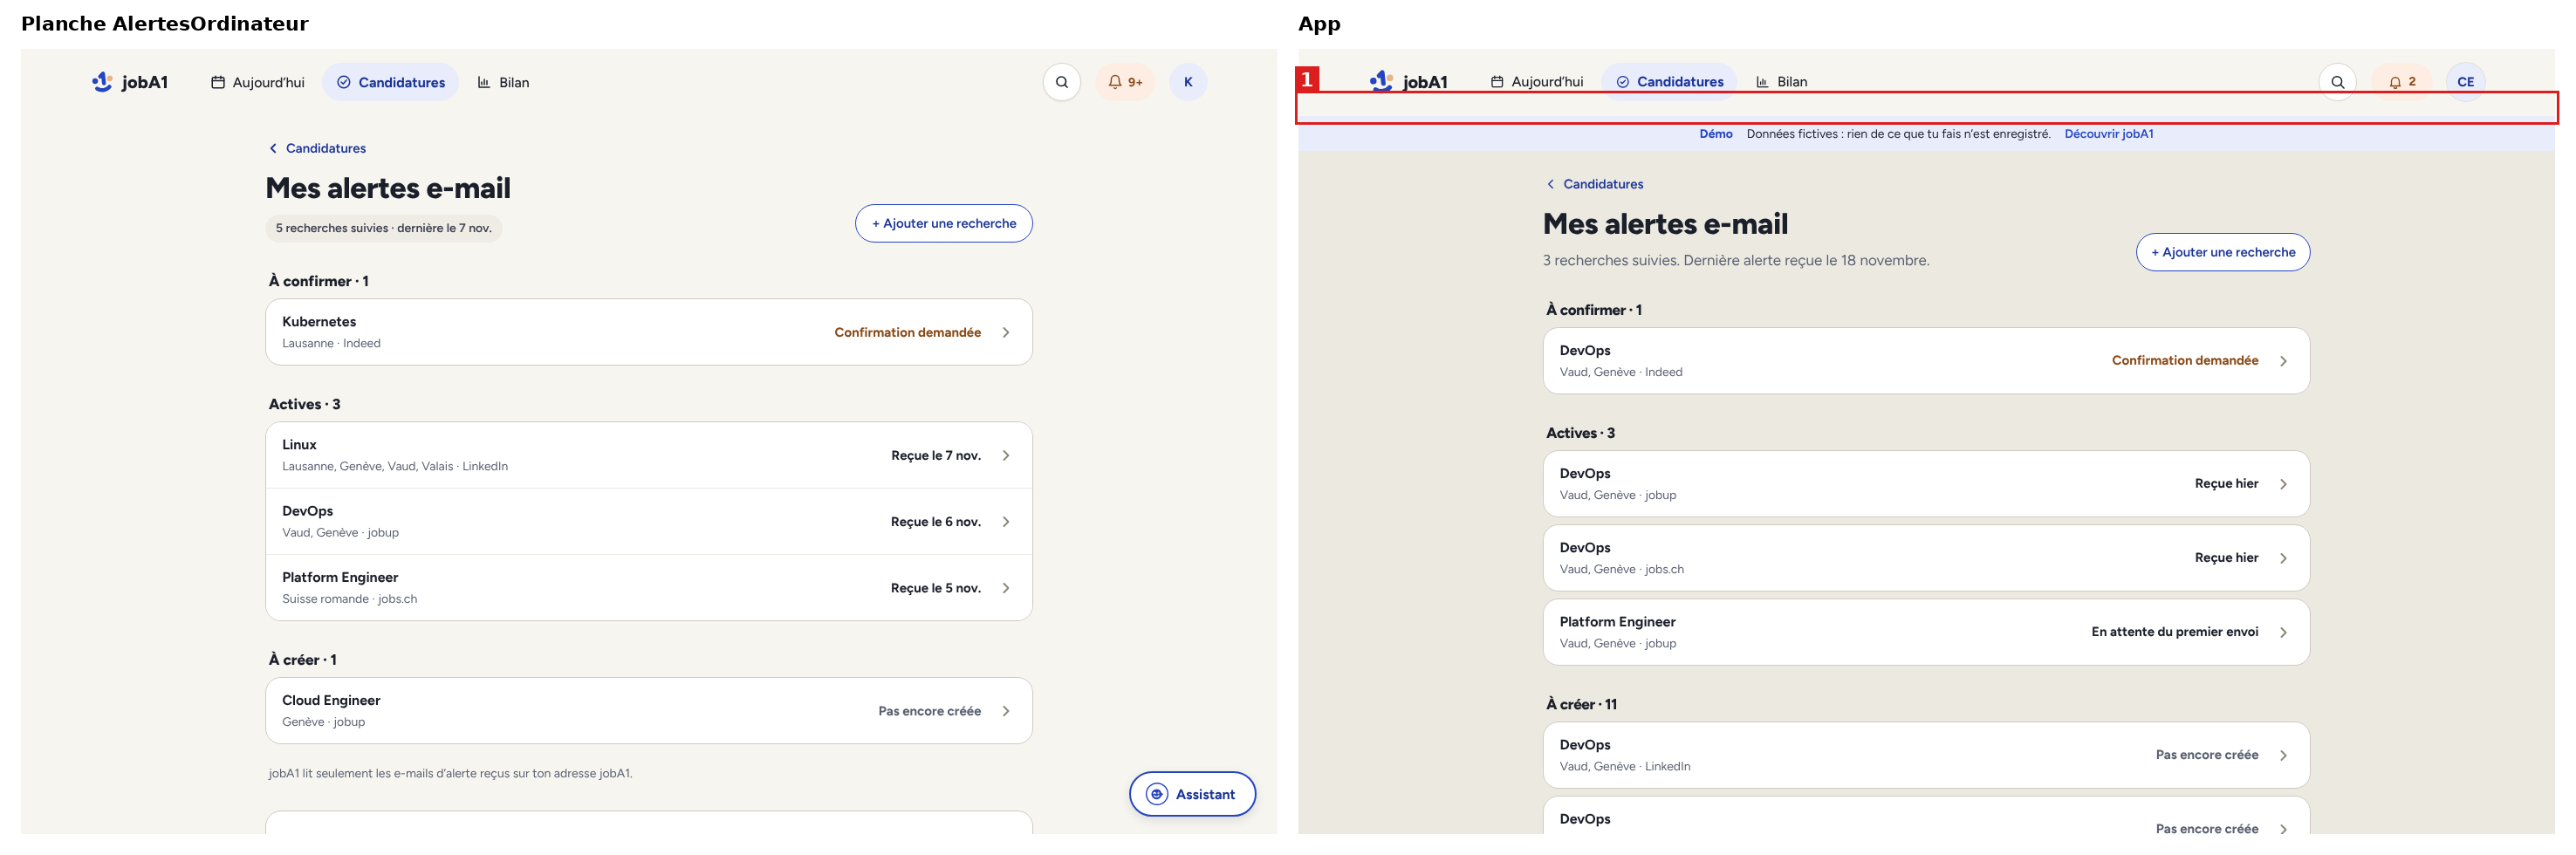 Planche AlertesOrdinateur
jobA1
Aujourd'hui
Candidatures
Bilan
9+
K
Candidatures
Mes alertes e-mail
5 recherches suivies · dernière le 7 nov.
+ Ajouter une recherche
À confirmer · 1
Kubernetes
Lausanne · Indeed
Confirmation demandée
Actives · 3
Linux
Lausanne, Genève, Vaud, Valais · LinkedIn
Reçue le 7 nov.
DevOps
Vaud, Genève · jobup
Reçue le 6 nov.
Platform Engineer
Suisse romande · jobs.ch
Reçue le 5 nov.
À créer · 1
Cloud Engineer
Genève · jobup
Pas encore créée
jobA1 lit seulement les e-mails d'alerte reçus sur ton adresse jobA1.
Assistant
App
1
jobA1
Aujourd'hui
Candidatures
Bilan
2
CE
Démo Données fictives : rien de ce que tu fais n'est enregistré. Découvrir jobA1
Candidatures
Mes alertes e-mail
3 recherches suivies. Dernière alerte reçue le 18 novembre.
+ Ajouter une recherche
À confirmer · 1
DevOps
Vaud, Genève · Indeed
Confirmation demandée
Actives · 3
DevOps
Vaud, Genève · jobup
Reçue hier
DevOps
Vaud, Genève · jobs.ch
Reçue hier
Platform Engineer
Vaud, Genève · jobup
En attente du premier envoi
À créer · 11
DevOps
Vaud, Genève · LinkedIn
Pas encore créée
DevOps
Pas encore créée